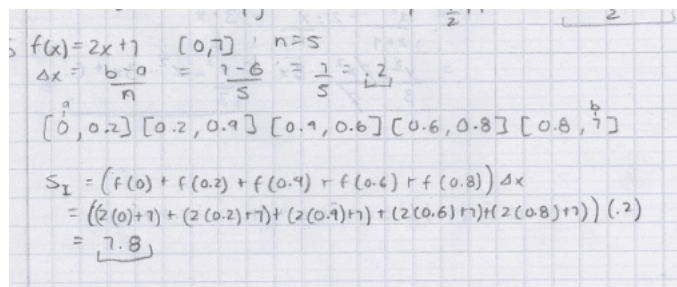 f(x) = 2x+1 [0,1] n=5
Δx = (b-a)/n = (1-0)/5 = 1/5 = .2
a b
[0, 0.2] [0.2, 0.4] [0.4, 0.6] [0.6, 0.8] [0.8, 1]
S_I = (f(0) + f(0.2) + f(0.4) + f(0.6) + f(0.8)) Δx
= ((2(0)+1) + (2(0.2)+1) + (2(0.4)+1) + (2(0.6)+1)+(2(0.8)+1)) (.2)
= 1.8